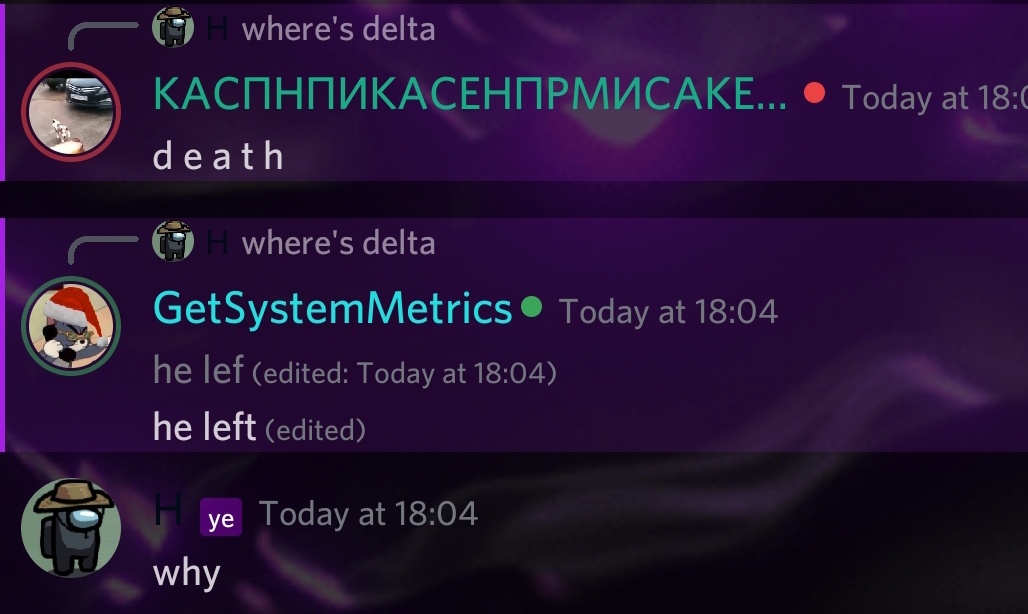 H where's delta
КАСПНПИКАСЕНПРМИСАКЕ... Today at 18:0
d e a t h
H where's delta
GetSystemMetrics Today at 18:04
he lef (edited: Today at 18:04)
he left (edited)
H ye Today at 18:04
why